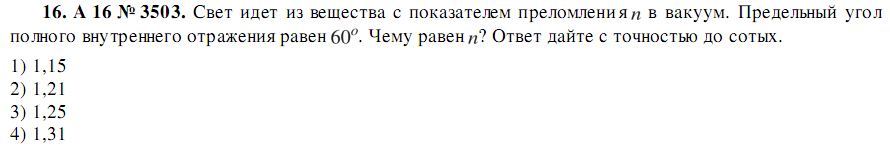 16. А 16 № 3503. Свет идет из вещества с показателем преломления n в вакуум. Предельный угол
полного внутреннего отражения равен 60°. Чему равен n? Ответ дайте с точностью до сотых.
1) 1,15
2) 1,21
3) 1,25
4) 1,31